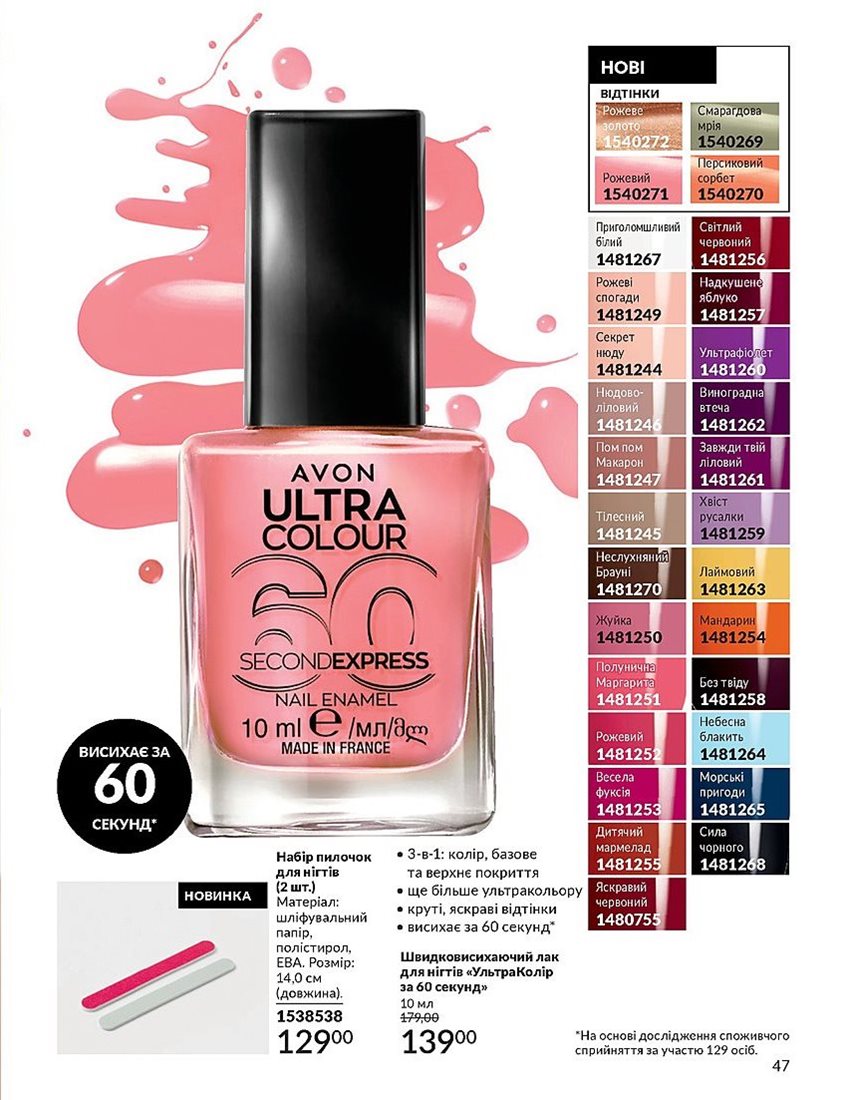 НОВІ
ВІДТІНКИ
Рожеве
золото
1540272
Смарагдова
мрія
1540269
Рожевий
1540271
Персиковий
сорбет
1540270
Приголомшливий
білий
1481267
Світлий
червоний
1481256
Рожеві
спогади
1481249
Надкушене
яблуко
1481257
Секрет
нюду
1481244
Ультрафіолет
1481260
Нюдово-
ліловий
1481246
Виноградна
втеча
1481262
Пом пом
Макарон
1481247
Завжди твій
ліловий
1481261
Тілесний
1481245
Хвіст
русалки
1481259
Неслухняний
Брауні
1481270
Лаймовий
1481263
Жуйка
1481250
Мандарин
1481254
Полунична
Маргарита
1481251
Без твіду
1481258
Рожевий
1481252
Небесна
блакить
1481264
Весела
фуксія
1481253
Морські
пригоди
1481265
Дитячий
мармелад
1481255
Сила
чорного
1481268
Яскравий
червоний
1480755
AVON
ULTRA
COLOUR
60
SECONDEXPRESS
NAIL ENAMEL
10 ml e /мл/მლ
MADE IN FRANCE
ВИСИХАЄ ЗА
60
СЕКУНД*
НОВИНКА
Набір пилочок
для нігтів
(2 шт.)
Матеріал:
шліфувальний
папір,
полістирол,
ЕВА. Розмір:
14,0 см
(довжина).
1538538
12900
• 3-в-1: колір, базове
та верхнє покриття
• ще більше ультракольору
• круті, яскраві відтінки
• висихає за 60 секунд*
Швидковисихаючий лак
для нігтів «УльтраКолір
за 60 секунд»
10 мл
179,00
13900
*На основі дослідження споживчого
сприйняття за участю 129 осіб.
47